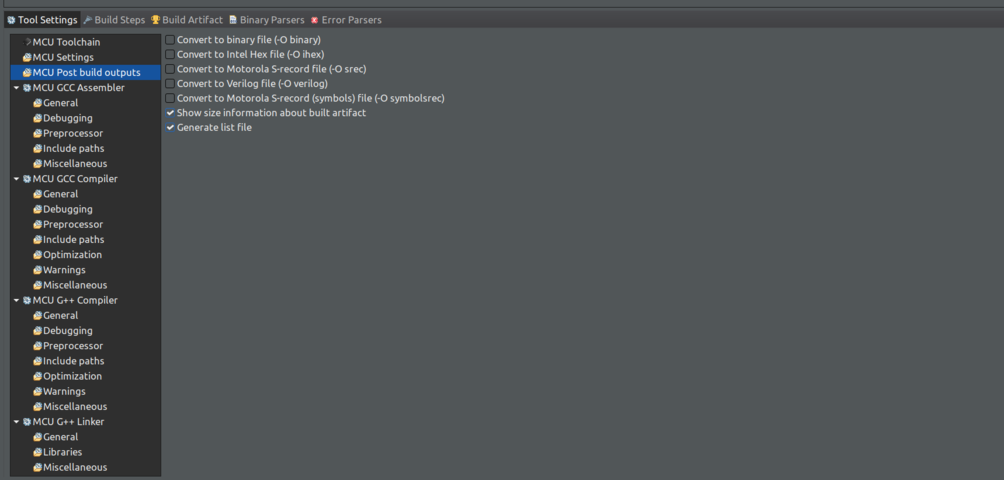 Tool Settings Build Steps Build Artifact Binary Parsers Error Parsers
MCU Toolchain
MCU Settings
MCU Post build outputs
MCU GCC Assembler
General
Debugging
Preprocessor
Include paths
Miscellaneous
MCU GCC Compiler
General
Debugging
Preprocessor
Include paths
Optimization
Warnings
Miscellaneous
MCU G++ Compiler
General
Debugging
Preprocessor
Include paths
Optimization
Warnings
Miscellaneous
MCU G++ Linker
General
Libraries
Miscellaneous
Convert to binary file (-O binary)
Convert to Intel Hex file (-O ihex)
Convert to Motorola S-record file (-O srec)
Convert to Verilog file (-O verilog)
Convert to Motorola S-record (symbols) file (-O symbolsrec)
Show size information about built artifact
Generate list file